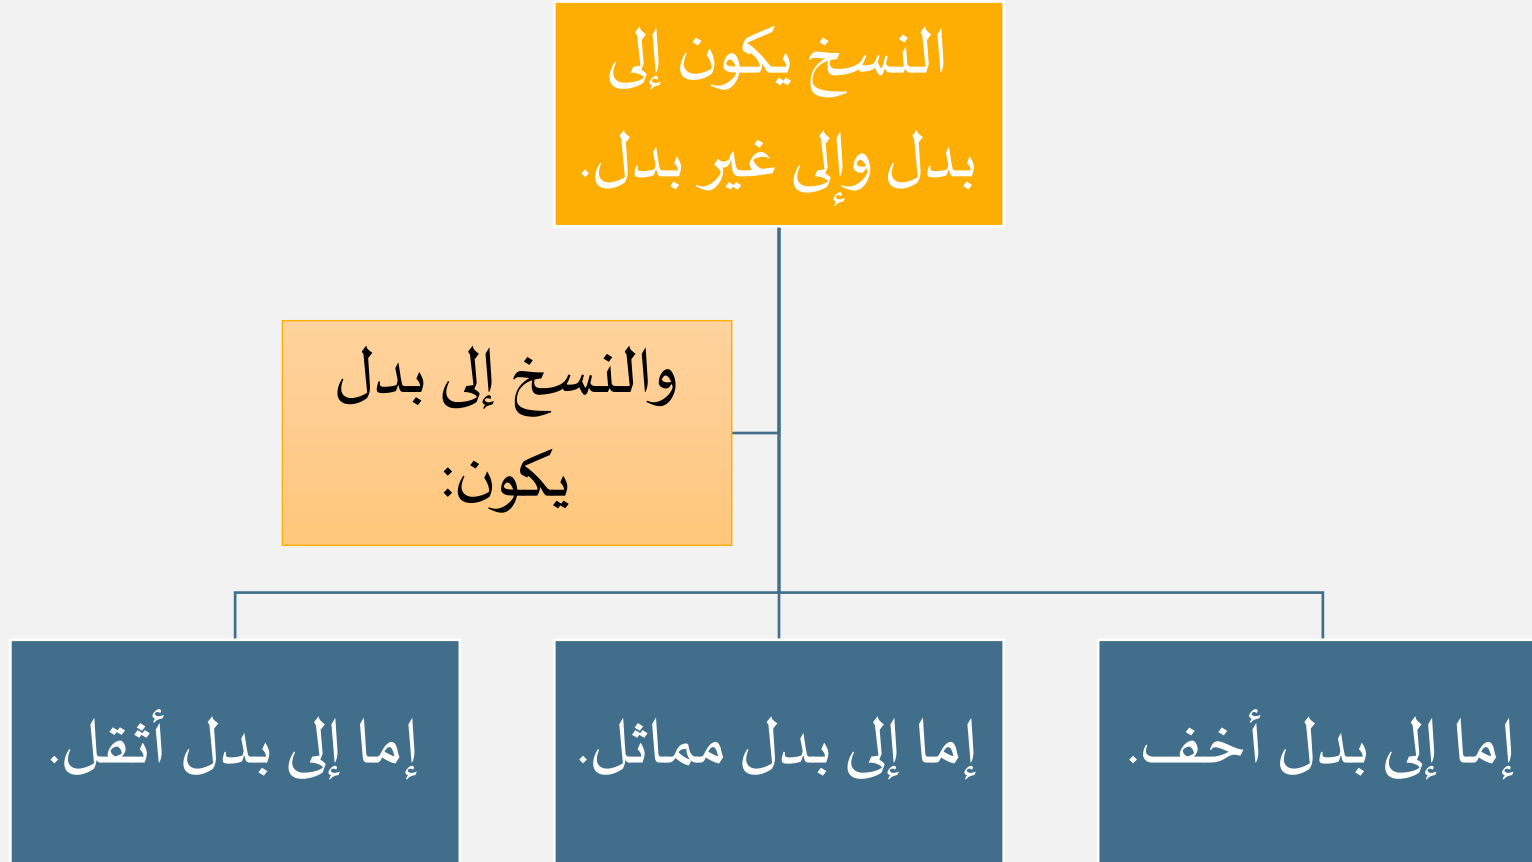 النسخ يكون إلى
بدل وإلى غير بدل.
والنسخ إلى بدل
يكون:
إما إلى بدل أخف.
إما إلى بدل مماثل.
إما إلى بدل أثقل.